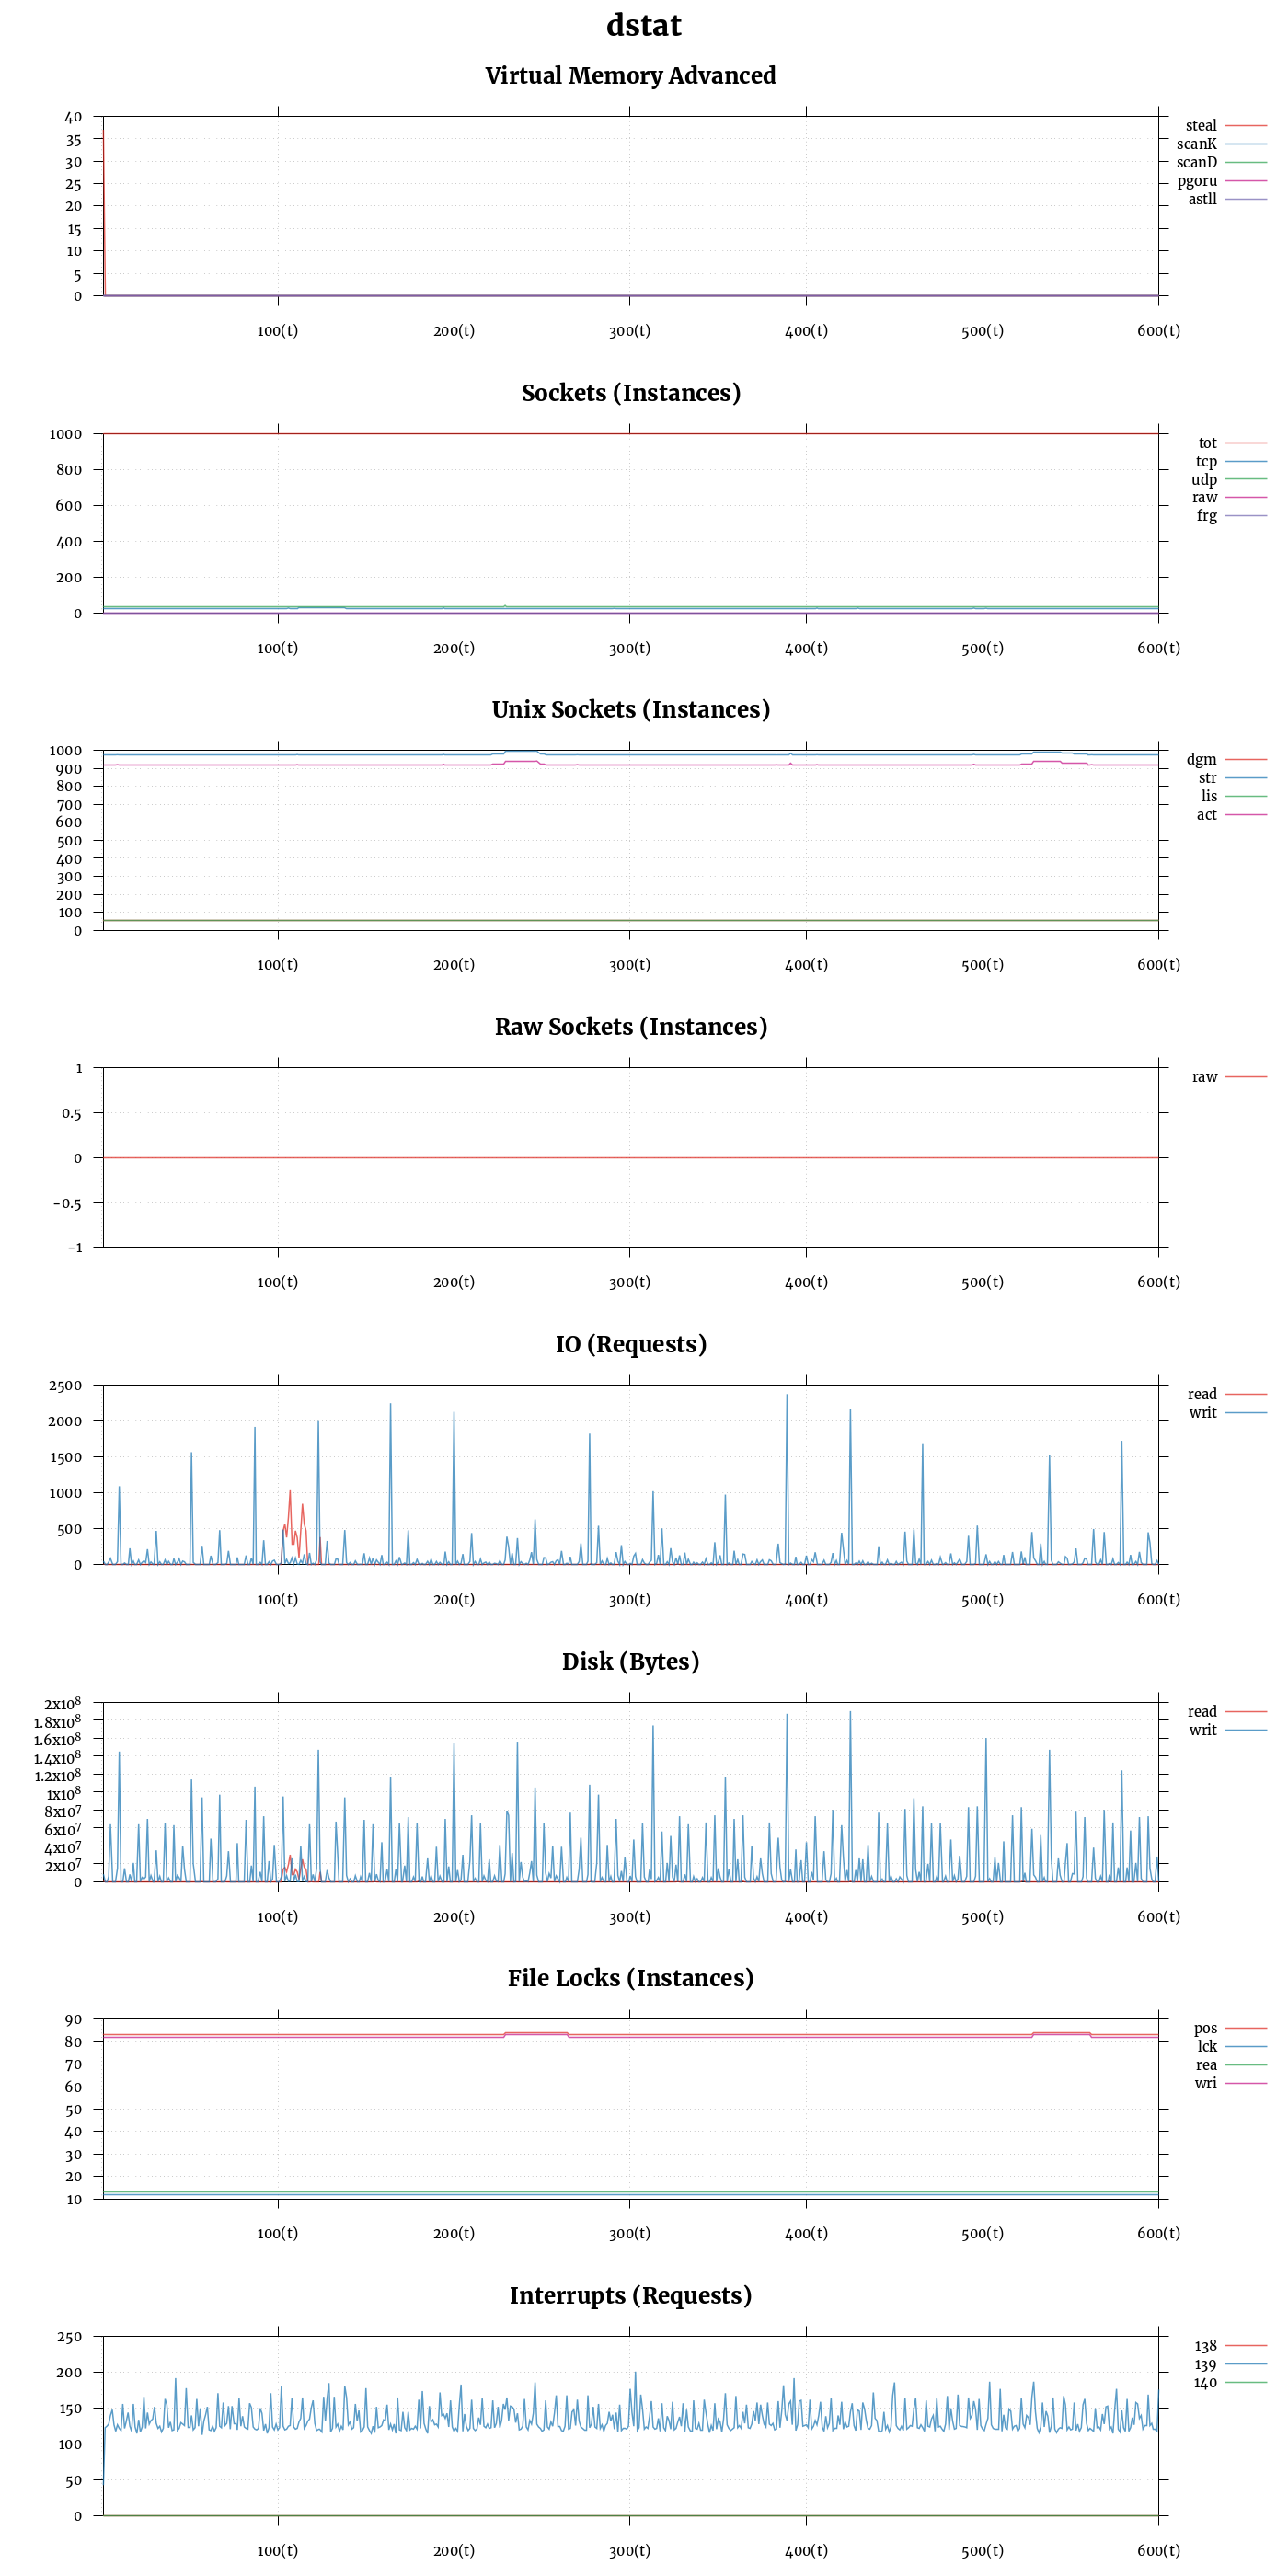 dstat
Virtual Memory Advanced
40
35
30
25
20
15
10
5
0
100(t) 200(t) 300(t) 400(t) 500(t) 600(t)
steal
scanK
scanD
pgoru
astll
Sockets (Instances)
1000
800
600
400
200
0
100(t) 200(t) 300(t) 400(t) 500(t) 600(t)
tot
tcp
udp
raw
frg
Unix Sockets (Instances)
1000
900
800
700
600
500
400
300
200
100
0
100(t) 200(t) 300(t) 400(t) 500(t) 600(t)
dgm
str
lis
act
Raw Sockets (Instances)
1
0.5
0
-0.5
-1
100(t) 200(t) 300(t) 400(t) 500(t) 600(t)
raw
IO (Requests)
2500
2000
1500
1000
500
0
100(t) 200(t) 300(t) 400(t) 500(t) 600(t)
read
writ
Disk (Bytes)
2x10⁸
1.8x10⁸
1.6x10⁸
1.4x10⁸
1.2x10⁸
1x10⁸
8x10⁷
6x10⁷
4x10⁷
2x10⁷
0
100(t) 200(t) 300(t) 400(t) 500(t) 600(t)
read
writ
File Locks (Instances)
90
80
70
60
50
40
30
20
10
100(t) 200(t) 300(t) 400(t) 500(t) 600(t)
pos
lck
rea
wri
Interrupts (Requests)
250
200
150
100
50
0
100(t) 200(t) 300(t) 400(t) 500(t) 600(t)
138
139
140